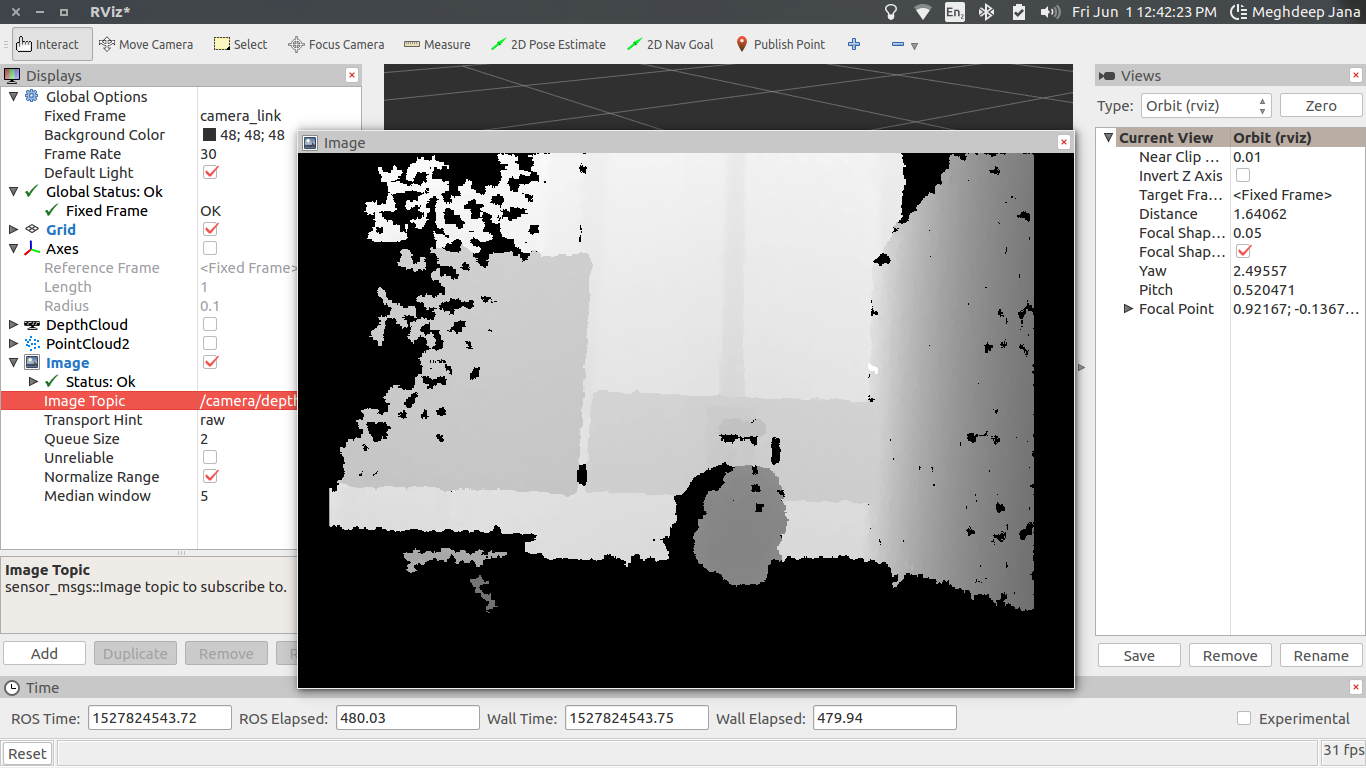 RViz*
En2
Fri Jun 1 12:42:23 PM
Meghdeep Jana
Interact
Move Camera
Select
Focus Camera
Measure
2D Pose Estimate
2D Nav Goal
Publish Point
Displays
Global Options
Fixed Frame camera_link
Background Color 48; 48; 48
Frame Rate 30
Default Light
Global Status: Ok
Fixed Frame OK
Grid
Axes
Reference Frame <Fixed Frame>
Length 1
Radius 0.1
DepthCloud
PointCloud2
Image
Status: Ok
Image Topic /camera/depth
Transport Hint raw
Queue Size 2
Unreliable
Normalize Range
Median window 5
Image Topic
sensor_msgs::Image topic to subscribe to.
Add Duplicate Remove R
Image
Views
Type: Orbit (rviz) Zero
Current View Orbit (rviz)
Near Clip ... 0.01
Invert Z Axis
Target Fra... <Fixed Frame>
Distance 1.64062
Focal Shap... 0.05
Focal Shap...
Yaw 2.49557
Pitch 0.520471
Focal Point 0.92167; -0.1367...
Save Remove Rename
Time
ROS Time: 1527824543.72 ROS Elapsed: 480.03 Wall Time: 1527824543.75 Wall Elapsed: 479.94 Experimental
Reset 31 fps